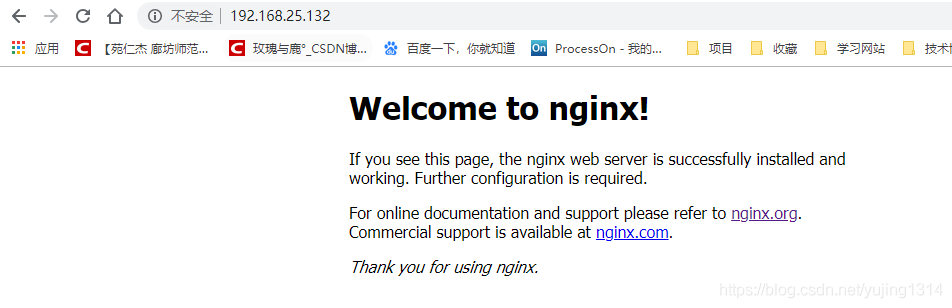 不安全 192.168.25.132
应用 【苑仁杰 廊坊师范... 玫瑰与鹿°_CSDN博... 百度一下,你就知道 On ProcessOn - 我的... 项目 收藏 学习网站 技术博
Welcome to nginx!
If you see this page, the nginx web server is successfully installed and
working. Further configuration is required.
For online documentation and support please refer to nginx.org.
Commercial support is available at nginx.com.
Thank you for using nginx.
https://blog.csdn.net/yujing1314